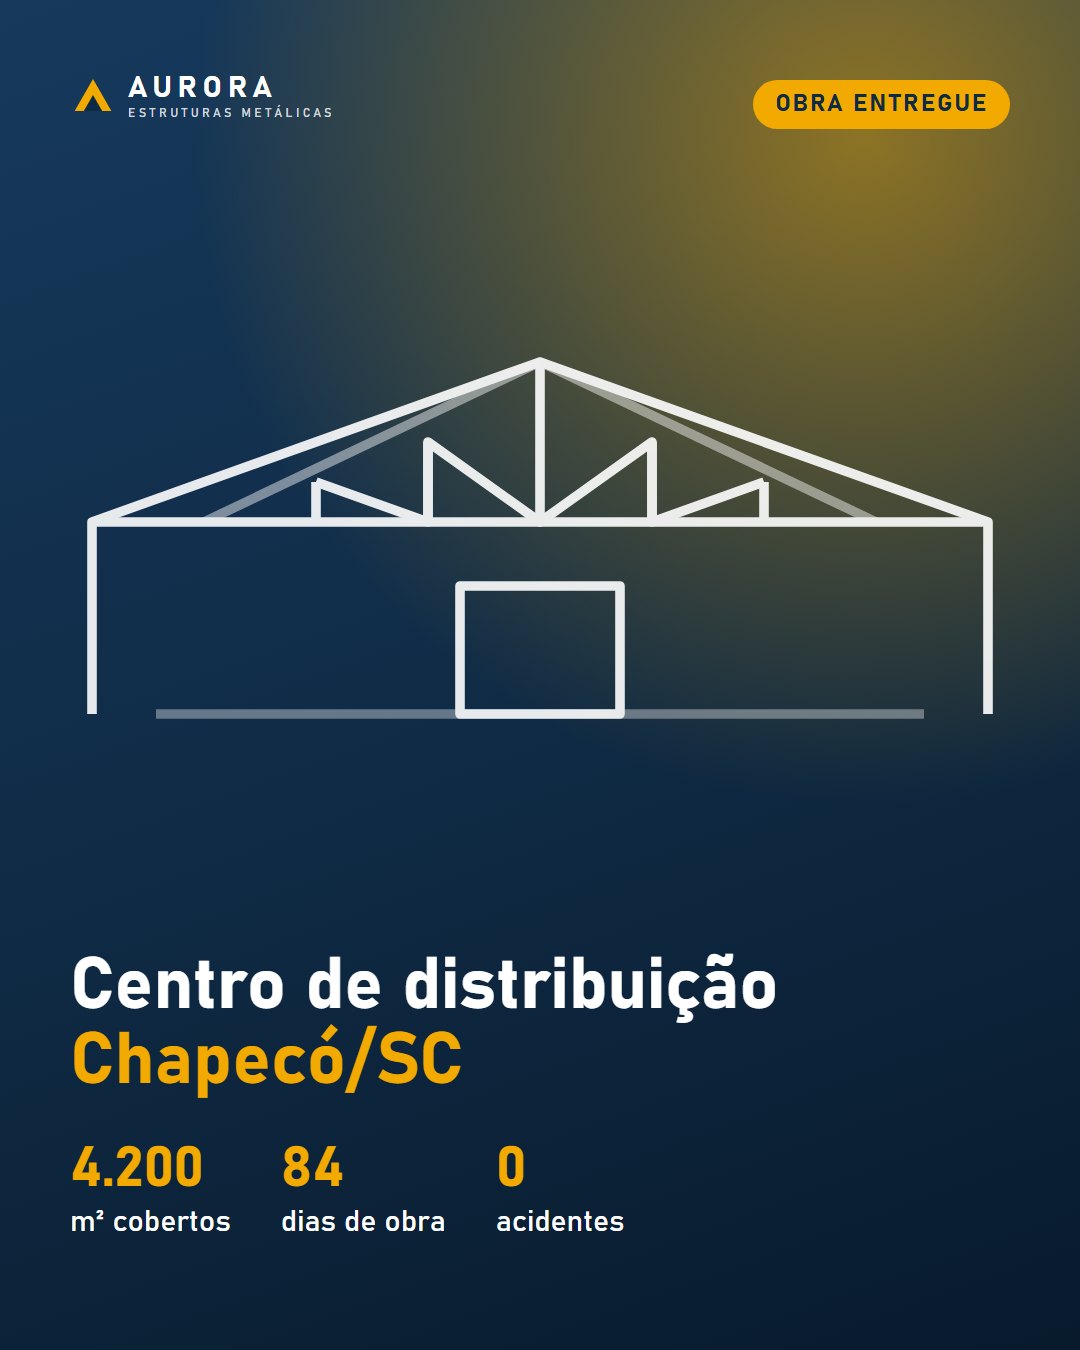 AURORA
ESTRUTURAS METÁLICAS
OBRA ENTREGUE
Centro de distribuição
Chapecó/SC
4.200
m² cobertos
84
dias de obra
0
acidentes